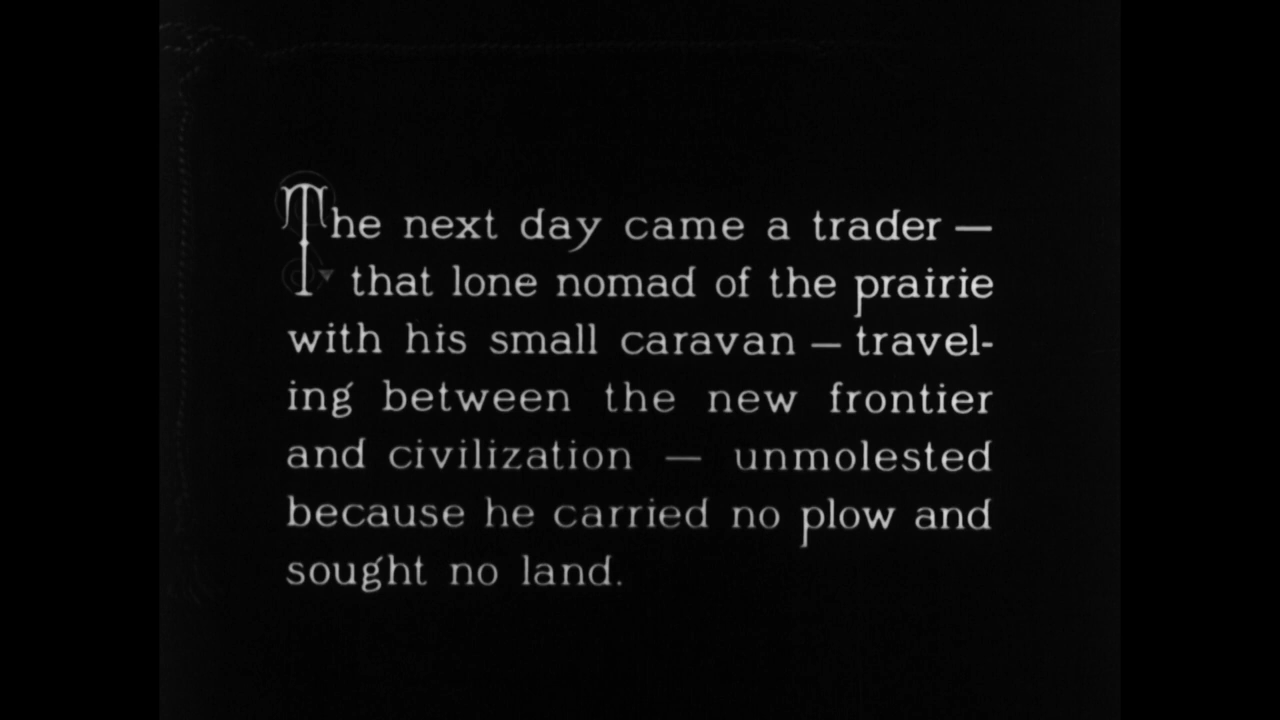 The next day came a trader —
that lone nomad of the prairie
with his small caravan — travel-
ing between the new frontier
and civilization — unmolested
because he carried no plow and
sought no land.